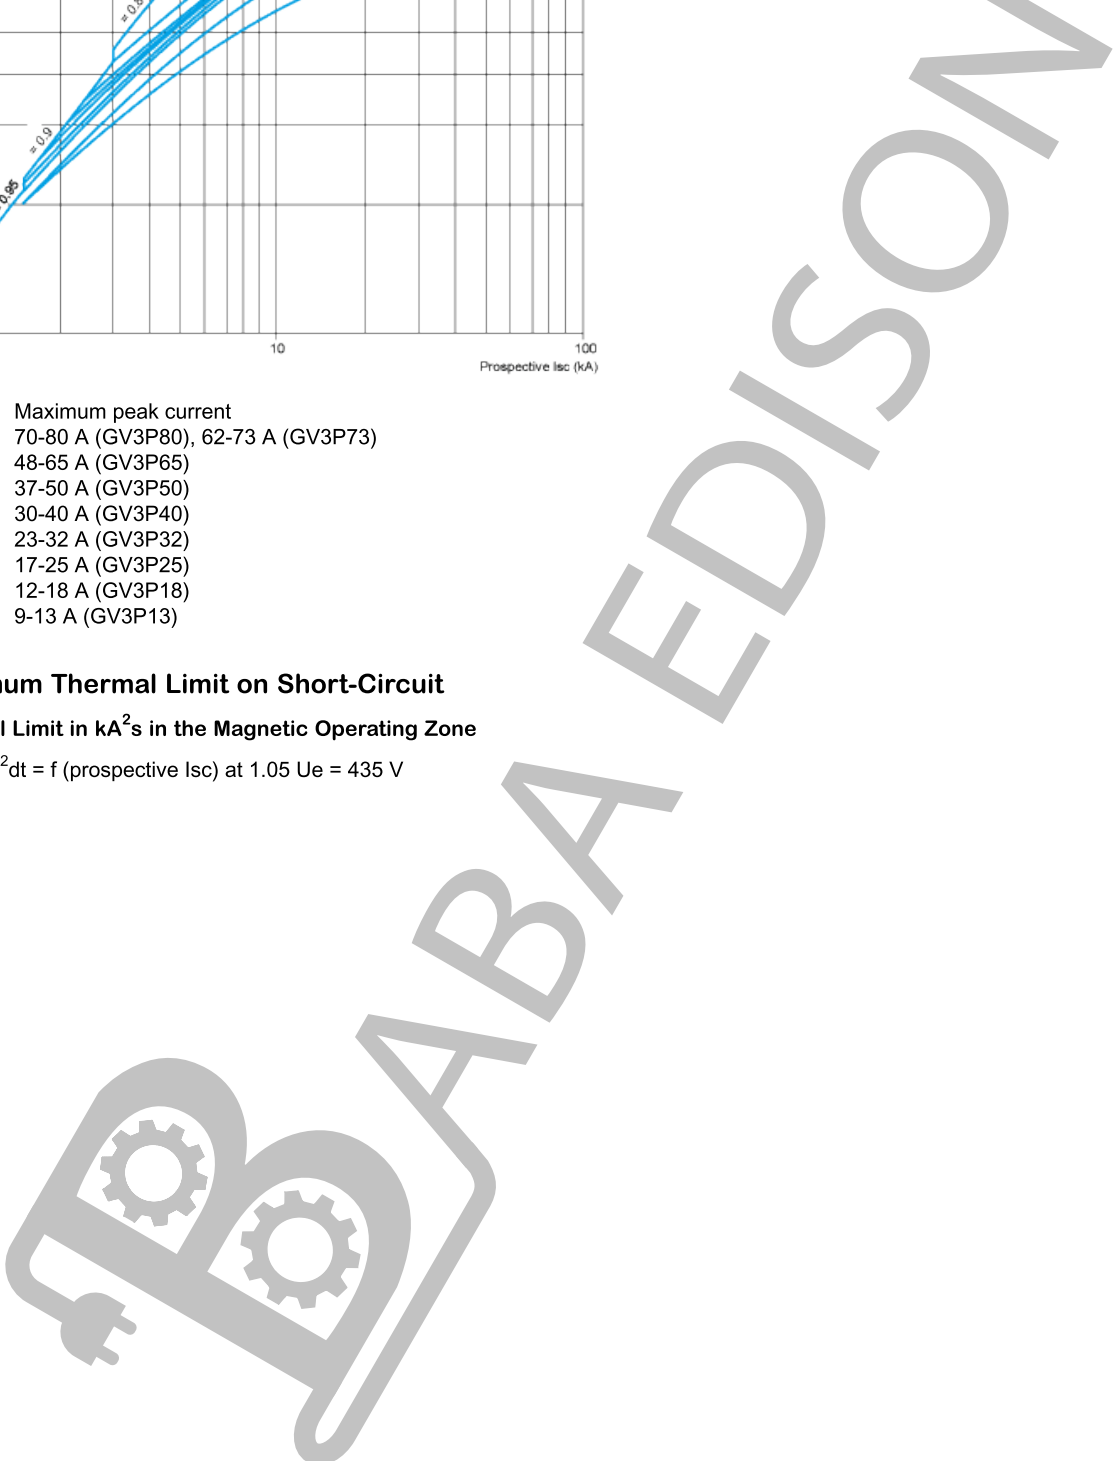 = 0.8
= 0.9
0.95
10 100
Prospective Isc (kA)
Maximum peak current
70-80 A (GV3P80), 62-73 A (GV3P73)
48-65 A (GV3P65)
37-50 A (GV3P50)
30-40 A (GV3P40)
23-32 A (GV3P32)
17-25 A (GV3P25)
12-18 A (GV3P18)
9-13 A (GV3P13)
um Thermal Limit on Short-Circuit
l Limit in kA²s in the Magnetic Operating Zone
²dt = f (prospective Isc) at 1.05 Ue = 435 V
BABA EDISON